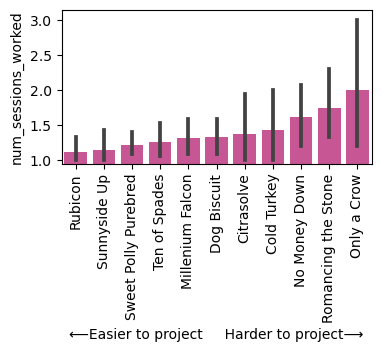 num_sessions_worked
3.0
2.5
2.0
1.5
1.0
Rubicon
Sunnyside Up
Sweet Polly Purebred
Ten of Spades
Millenium Falcon
Dog Biscuit
Citrasolve
Cold Turkey
No Money Down
Romancing the Stone
Only a Crow
⟵Easier to project Harder to project⟶